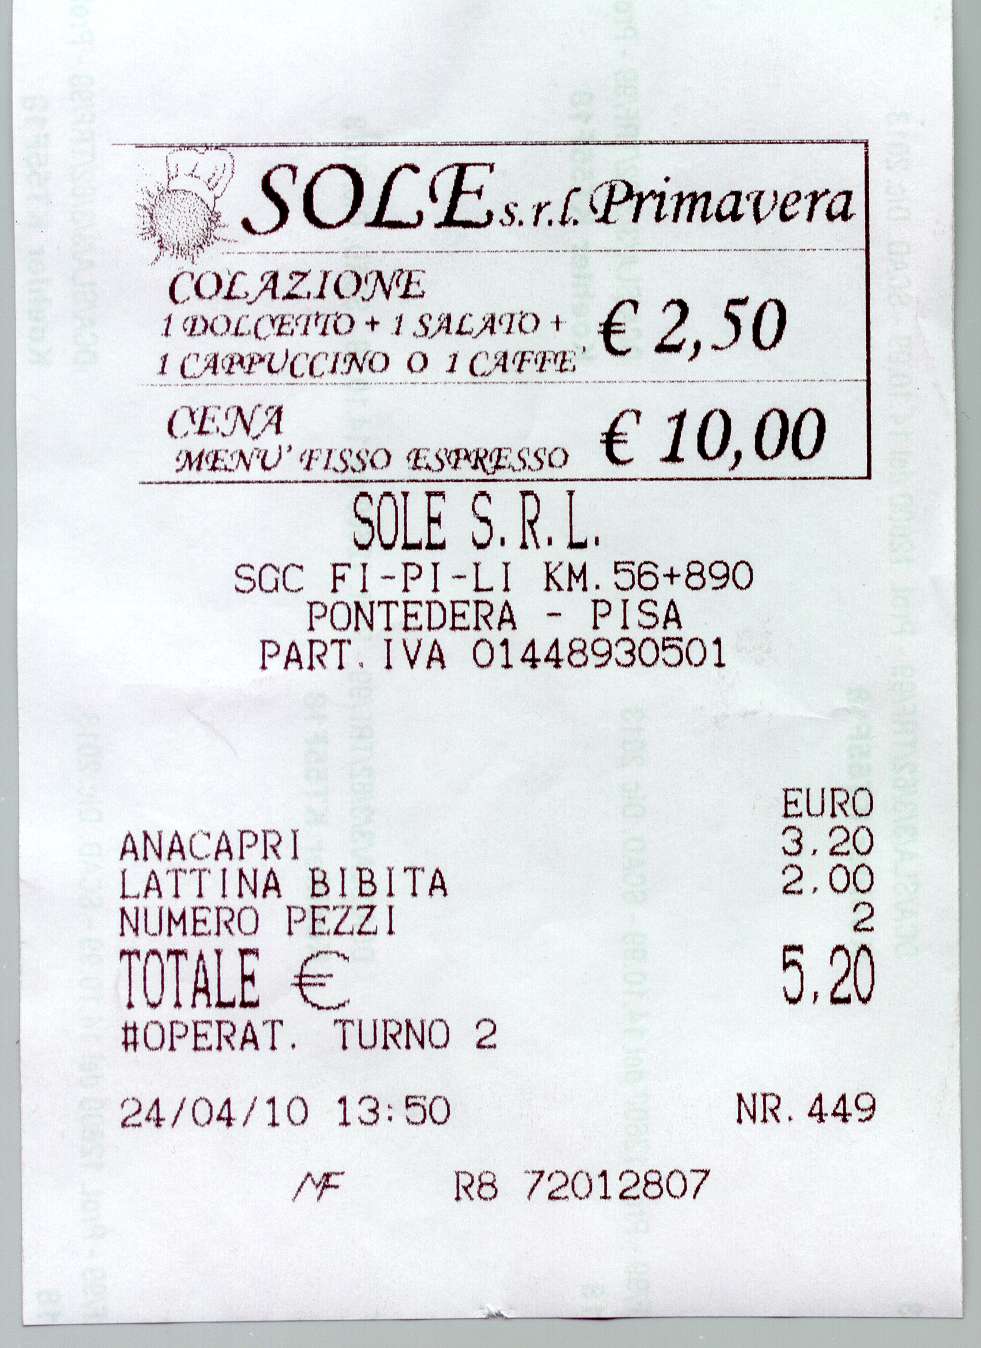 SOLE s.r.l. Primavera
COLAZIONE
1 DOLCETTO + 1 SALATO +
1 CAPPUCCINO O 1 CAFFE'
€ 2,50
CENA
MENU' FISSO ESPRESSO
€ 10,00
SOLE S.R.L.
SGC FI-PI-LI KM.56+890
PONTEDERA - PISA
PART.IVA 01448930501
EURO
ANACAPRI 3.20
LATTINA BIBITA 2.00
NUMERO PEZZI 2
TOTALE € 5,20
#OPERAT. TURNO 2
24/04/10 13:50 NR.449
MF R8 72012807